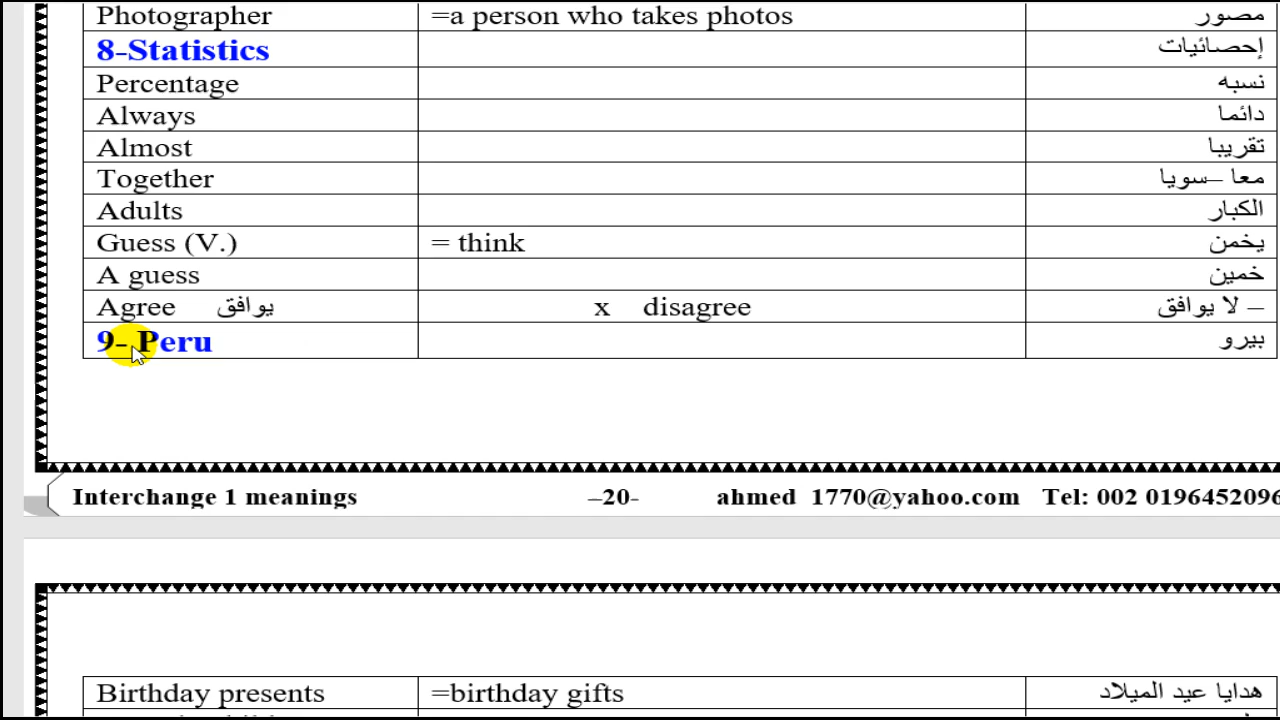 Photographer =a person who takes photos مصور
8-Statistics إحصائيات
Percentage نسبه
Always دائما
Almost تقريبا
Together معا –سويا
Adults الكبار
Guess (V.) = think يخمن
A guess خمين
Agree يوافق x disagree – لا يوافق
9- Peru بيرو
Interchange 1 meanings –20- ahmed_1770@yahoo.com Tel: 002 0196452096
Birthday presents =birthday gifts هدايا عيد الميلاد